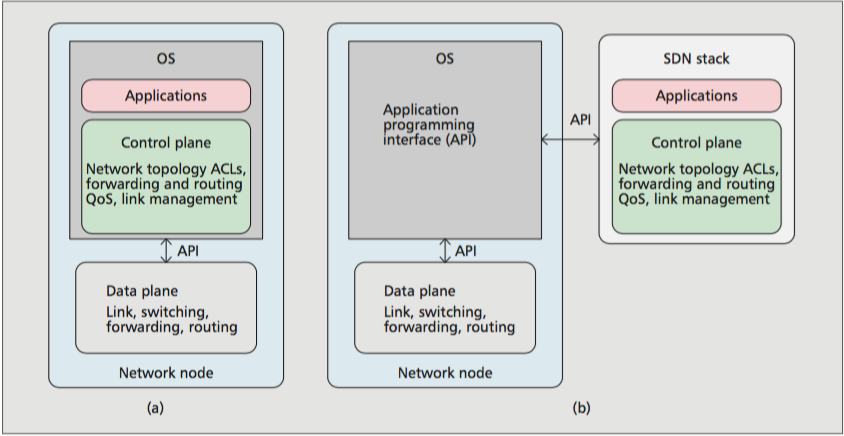 OS
Applications
Control plane
Network topology ACLs,
forwarding and routing
QoS, link management
API
Data plane
Link, switching,
forwarding, routing
Network node
(a)
OS
Application
programming
interface (API)
API
Data plane
Link, switching,
forwarding, routing
Network node
API
SDN stack
Applications
Control plane
Network topology ACLs,
forwarding and routing
QoS, link management
(b)